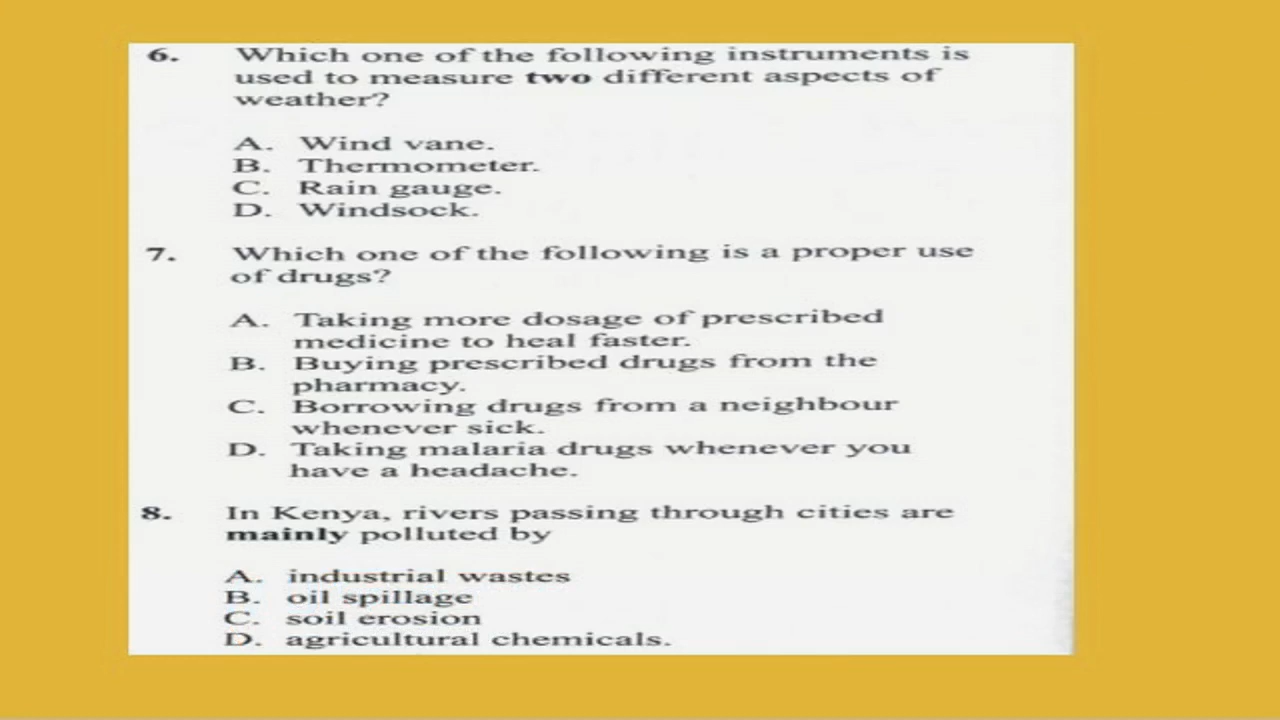 6. Which one of the following instruments is
used to measure two different aspects of
weather?
A. Wind vane.
B. Thermometer.
C. Rain gauge.
D. Windsock.
7. Which one of the following is a proper use
of drugs?
A. Taking more dosage of prescribed
medicine to heal faster.
B. Buying prescribed drugs from the
pharmacy.
C. Borrowing drugs from a neighbour
whenever sick.
D. Taking malaria drugs whenever you
have a headache.
8. In Kenya, rivers passing through cities are
mainly polluted by
A. industrial wastes
B. oil spillage
C. soil erosion
D. agricultural chemicals.